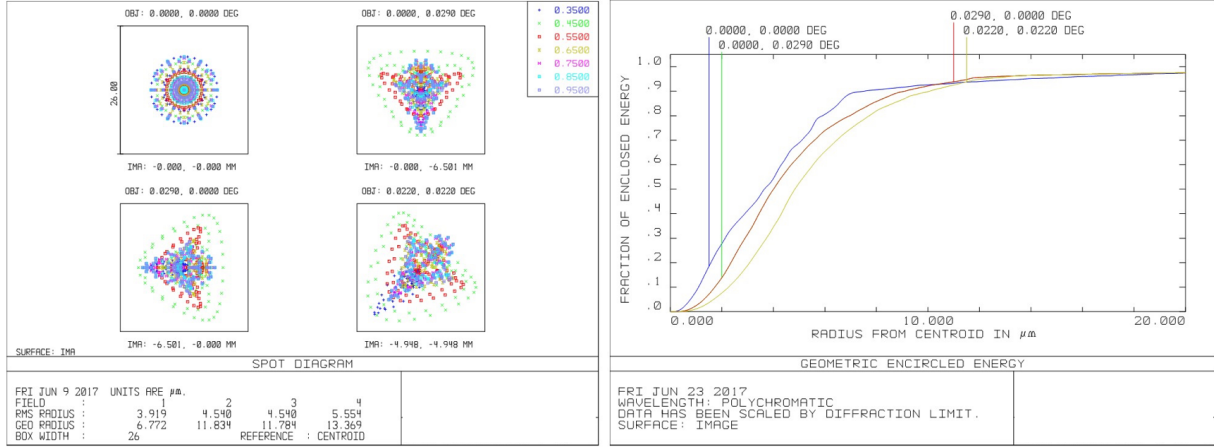 OBJ: 0.0000, 0.0000 DEG
OBJ: 0.0000, 0.0290 DEG
0.3500
0.4500
0.5500
0.6500
0.7500
0.8500
0.9500
26.00
IMA: -0.000, -0.000 MM
IMA: -0.000, -6.501 MM
OBJ: 0.0290, 0.0000 DEG
OBJ: 0.0220, 0.0220 DEG
IMA: -6.501, -0.000 MM
IMA: -4.948, -4.948 MM
SURFACE: IMA
SPOT DIAGRAM
FRI JUN 9 2017 UNITS ARE µm.
FIELD : 1 2 3 4
RMS RADIUS : 3.919 4.540 4.540 5.554
GEO RADIUS : 6.772 11.834 11.784 13.369
BOX WIDTH : 26 REFERENCE : CENTROID
0.0290, 0.0000 DEG
0.0000, 0.0000 DEG
0.0220, 0.0220 DEG
0.0000, 0.0290 DEG
1.0
.9
.8
.7
.6
.5
.4
.3
.2
.1
.0
FRACTION OF ENCLOSED ENERGY
0.000
10.000
20.000
RADIUS FROM CENTROID IN µm
GEOMETRIC ENCIRCLED ENERGY
FRI JUN 23 2017
WAVELENGTH: POLYCHROMATIC
DATA HAS BEEN SCALED BY DIFFRACTION LIMIT.
SURFACE: IMAGE